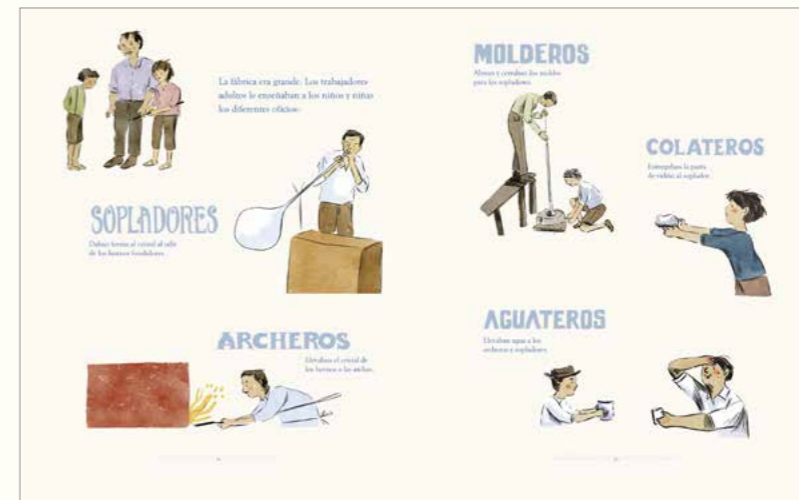 La fábrica era grande. Los trabajadores
adultos le enseñaban a los niños y niñas
los diferentes oficios:
SOPLADORES
Daban forma al cristal al salir
de los hornos fundidores.
ARCHEROS
Llevaban el cristal de
los hornos a las archas.
MOLDEROS
Abrían y cerraban los moldes
para los sopladores.
COLATEROS
Entregaban la pasta
de vidrio al soplador.
AGUATEROS
Llevaban agua a los
archeros y sopladores.